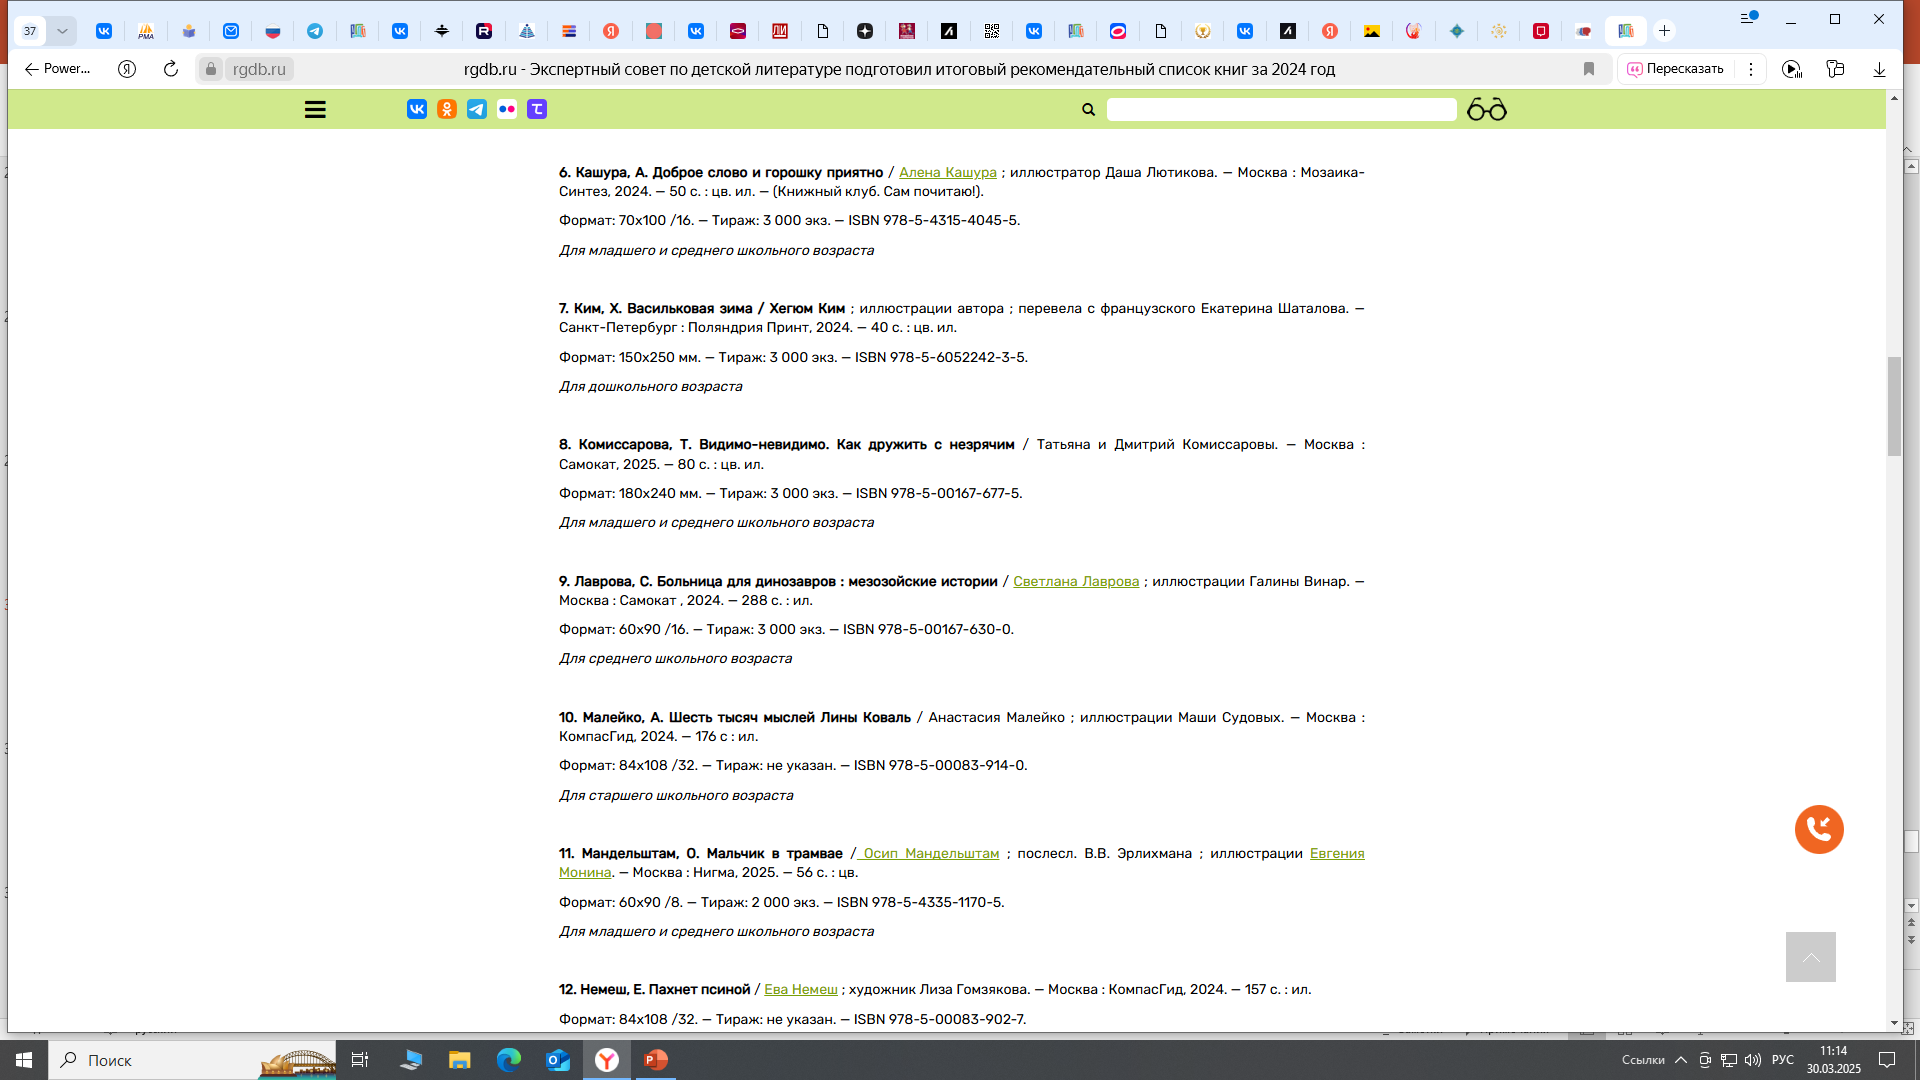 37
Power...
rgdb.ru
rgdb.ru - Экспертный совет по детской литературе подготовил итоговый рекомендательный список книг за 2024 год
Пересказать
6. Кашура, А. Доброе слово и горошку приятно / Алена Кашура ; иллюстратор Даша Лютикова. — Москва : Мозаика-
Синтез, 2024. — 50 с. : цв. ил. — (Книжный клуб. Сам почитаю!).
Формат: 70х100 /16. — Тираж: 3 000 экз. — ISBN 978-5-4315-4045-5.
Для младшего и среднего школьного возраста
7. Ким, Х. Васильковая зима / Хегюм Ким ; иллюстрации автора ; перевела с французского Екатерина Шаталова. —
Санкт-Петербург : Поляндрия Принт, 2024. — 40 с. : цв. ил.
Формат: 150х250 мм. — Тираж: 3 000 экз. — ISBN 978-5-6052242-3-5.
Для дошкольного возраста
8. Комиссарова, Т. Видимо-невидимо. Как дружить с незрячим / Татьяна и Дмитрий Комиссаровы. — Москва :
Самокат, 2025. — 80 с. : цв. ил.
Формат: 180х240 мм. — Тираж: 3 000 экз. — ISBN 978-5-00167-677-5.
Для младшего и среднего школьного возраста
9. Лаврова, С. Больница для динозавров : мезозойские истории / Светлана Лаврова ; иллюстрации Галины Винар. —
Москва : Самокат , 2024. — 288 с. : ил.
Формат: 60х90 /16. — Тираж: 3 000 экз. — ISBN 978-5-00167-630-0.
Для среднего школьного возраста
10. Малейко, А. Шесть тысяч мыслей Лины Коваль / Анастасия Малейко ; иллюстрации Маши Судовых. — Москва :
КомпасГид, 2024. — 176 с : ил.
Формат: 84х108 /32. — Тираж: не указан. — ISBN 978-5-00083-914-0.
Для старшего школьного возраста
11. Мандельштам, О. Мальчик в трамвае / Осип Мандельштам ; послесл. В.В. Эрлихмана ; иллюстрации Евгения
Монина. — Москва : Нигма, 2025. — 56 с. : цв.
Формат: 60х90 /8. — Тираж: 2 000 экз. — ISBN 978-5-4335-1170-5.
Для младшего и среднего школьного возраста
12. Немеш, Е. Пахнет псиной / Ева Немеш ; художник Лиза Гомзякова. — Москва : КомпасГид, 2024. — 157 с. : ил.
Формат: 84х108 /32. — Тираж: не указан. — ISBN 978-5-00083-902-7.
Поиск
Ссылки
РУС
11:14
30.03.2025